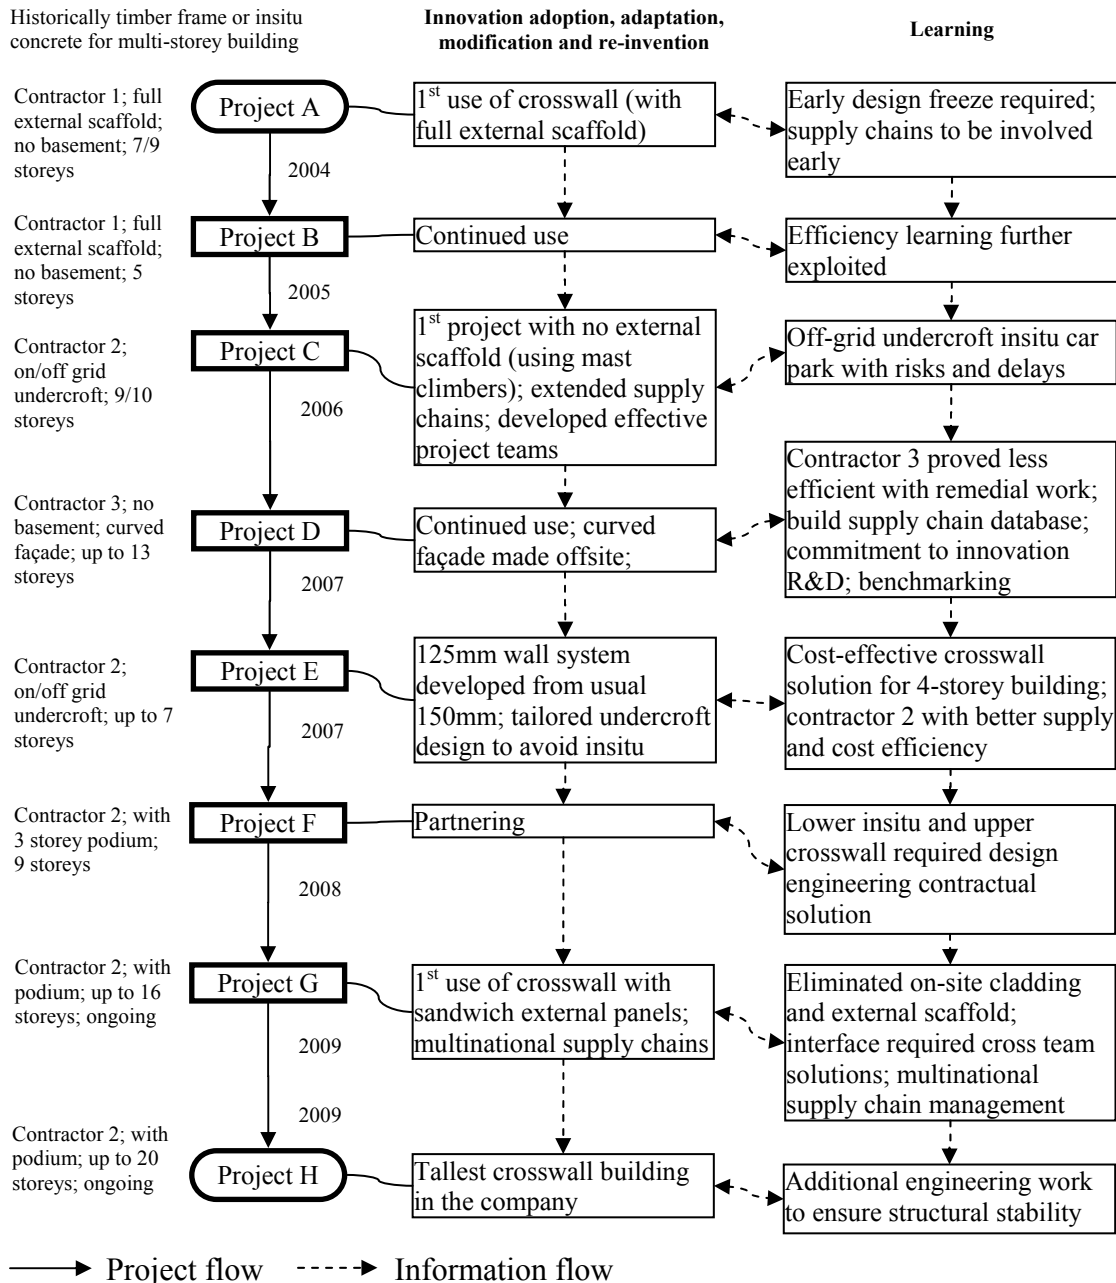 Historically timber frame or insitu
concrete for multi-storey building
Innovation adoption, adaptation,
modification and re-invention
Learning
Contractor 1; full
external scaffold;
no basement; 7/9
storeys
Project A
1st use of crosswall (with
full external scaffold)
Early design freeze required;
supply chains to be involved
early
2004
Contractor 1; full
external scaffold;
no basement; 5
storeys
Project B
Continued use
Efficiency learning further
exploited
2005
Contractor 2;
on/off grid
undercroft; 9/10
storeys
Project C
1st project with no external
scaffold (using mast
climbers); extended supply
chains; developed effective
project teams
Off-grid undercroft insitu car
park with risks and delays
2006
Contractor 3; no
basement; curved
façade; up to 13
storeys
Project D
Continued use; curved
façade made offsite;
Contractor 3 proved less
efficient with remedial work;
build supply chain database;
commitment to innovation
R&D; benchmarking
2007
Contractor 2;
on/off grid
undercroft; up to 7
storeys
Project E
125mm wall system
developed from usual
150mm; tailored undercroft
design to avoid insitu
Cost-effective crosswall
solution for 4-storey building;
contractor 2 with better supply
and cost efficiency
2007
Contractor 2; with
3 storey podium;
9 storeys
Project F
Partnering
Lower insitu and upper
crosswall required design
engineering contractual
solution
2008
Contractor 2; with
podium; up to 16
storeys; ongoing
Project G
1st use of crosswall with
sandwich external panels;
multinational supply chains
Eliminated on-site cladding
and external scaffold;
interface required cross team
solutions; multinational
supply chain management
2009
2009
Contractor 2; with
podium; up to 20
storeys; ongoing
Project H
Tallest crosswall building
in the company
Additional engineering work
to ensure structural stability
Project flow
Information flow